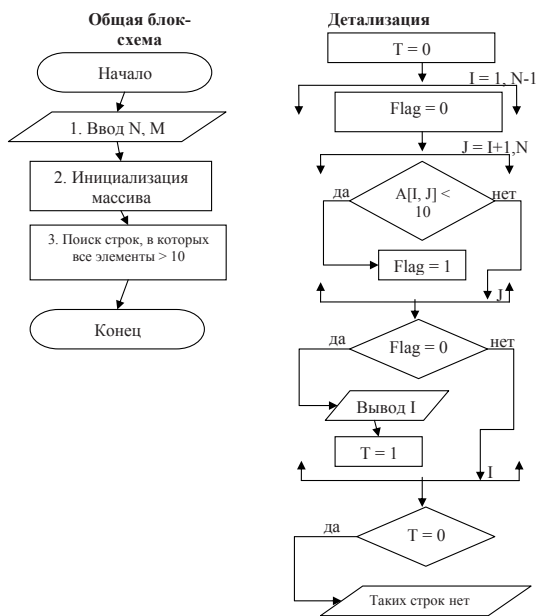 Общая блок-
схема
Начало
1. Ввод N, M
2. Инициализация
массива
3. Поиск строк, в которых
все элементы > 10
Конец
Детализация
T = 0
I = 1, N-1
Flag = 0
J = I+1,N
да
A[I, J] <
10
нет
Flag = 1
J
да
Flag = 0
нет
Вывод I
T = 1
I
да
T = 0
Таких строк нет